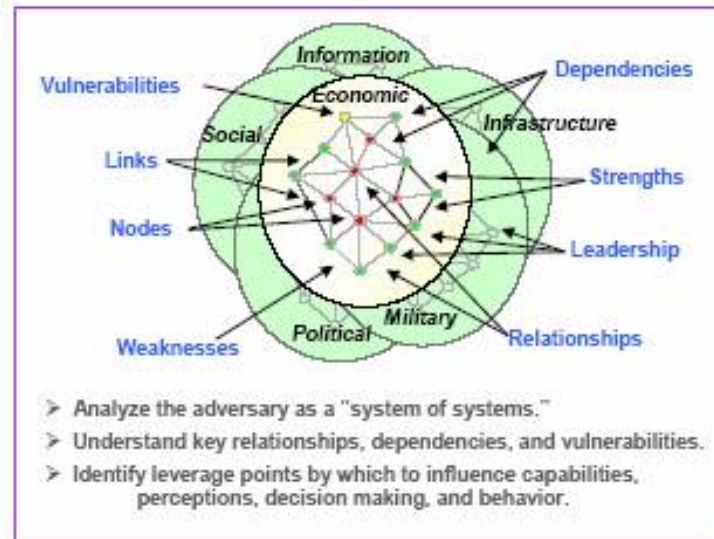 Information
Vulnerabilities
Economic
Dependencies
Social
Infrastructure
Links
Strengths
Nodes
Leadership
Weaknesses
Political
Military
Relationships
➢ Analyze the adversary as a "system of systems."
➢ Understand key relationships, dependencies, and vulnerabilities.
➢ Identify leverage points by which to influence capabilities,
perceptions, decision making, and behavior.